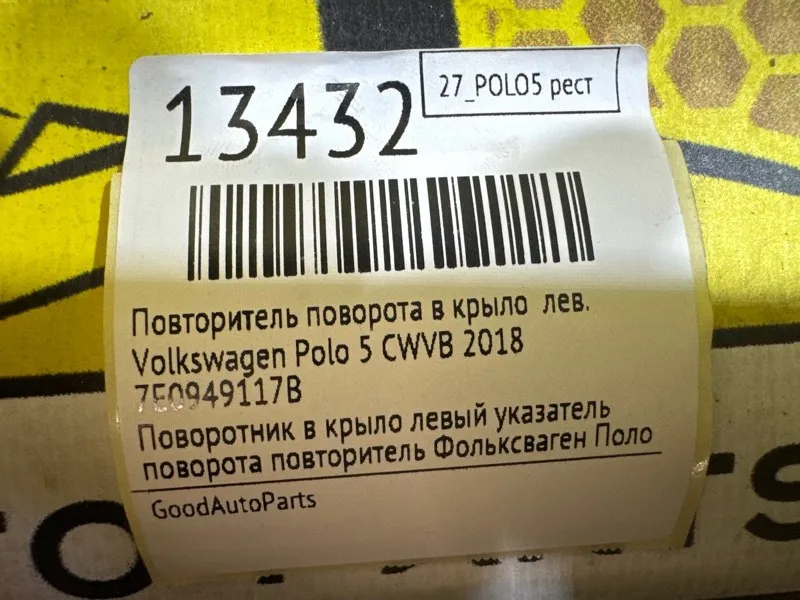 13432
27_POLO5 рест
Повторитель поворота в крыло лев.
Volkswagen Polo 5 CWVB 2018
7E0949117B
Поворотник в крыло левый указатель
поворота повторитель Фольксваген Поло
GoodAutoParts